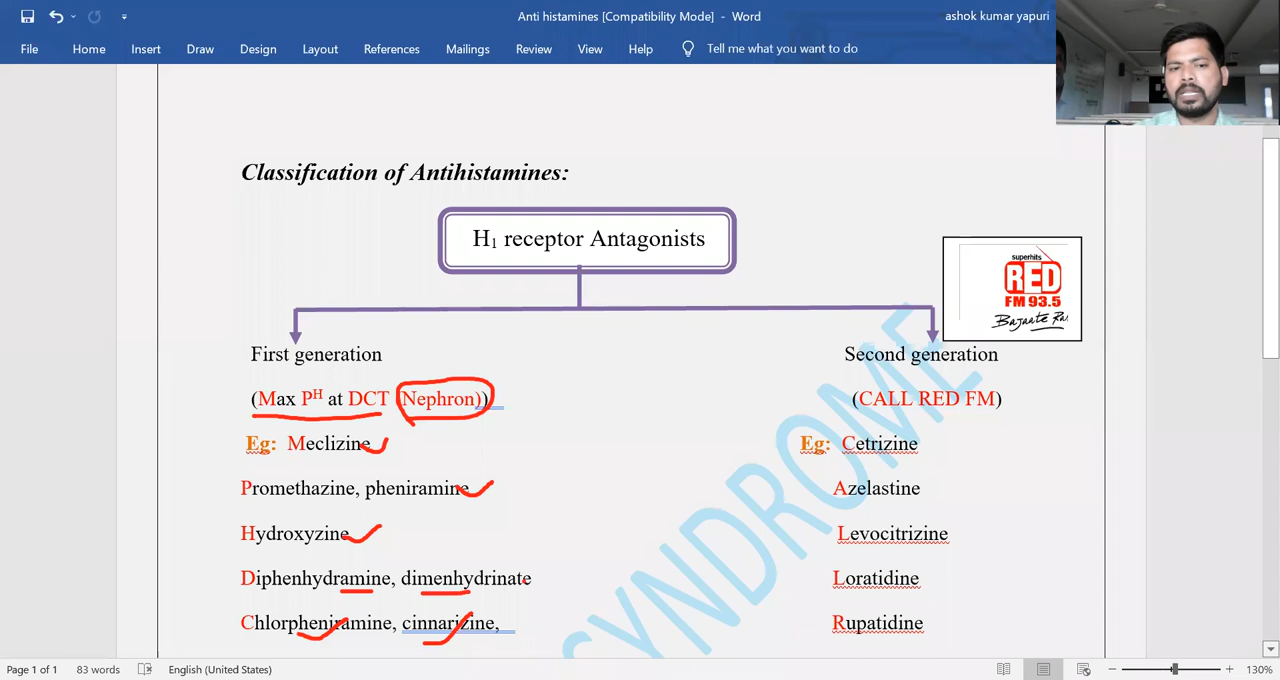 Anti histamines [Compatibility Mode] - Word
ashok kumar yapuri
File Home Insert Draw Design Layout References Mailings Review View Help Tell me what you want to do
Classification of Antihistamines:
H1 receptor Antagonists
superhits
RED
FM 93.5
Bajaate Ra
First generation
Second generation
(Max PH at DCT (Nephron))
(CALL RED FM)
Eg: Meclizine
Eg: Cetrizine
Promethazine, pheniramine
Azelastine
Hydroxyzine
Levocitrizine
Diphenhydramine, dimenhydrinate
Loratidine
Chlorpheniramine, cinnarizine,
Rupatidine
SYNDROME
Page 1 of 1 83 words English (United States) 130%